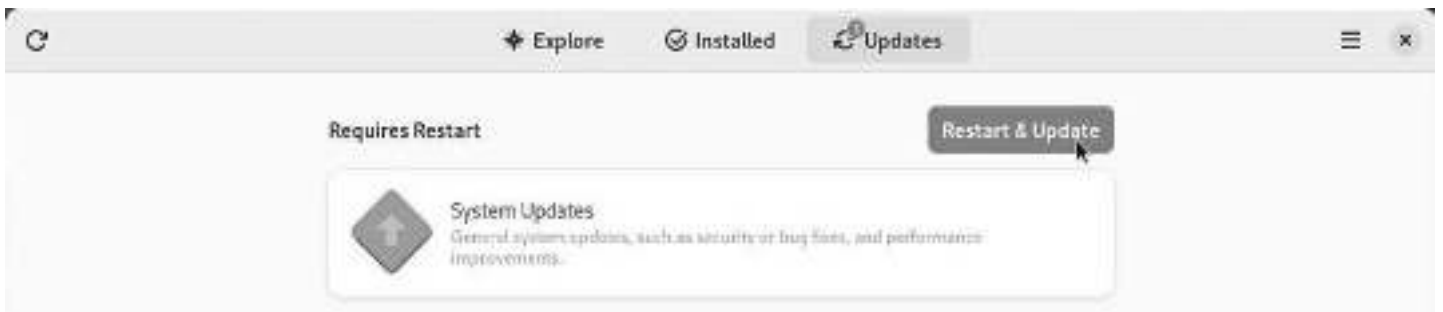 Explore
Installed
Updates
Requires Restart
Restart & Update
System Updates
General system updates, such as security or bug fixes, and performance
improvements.